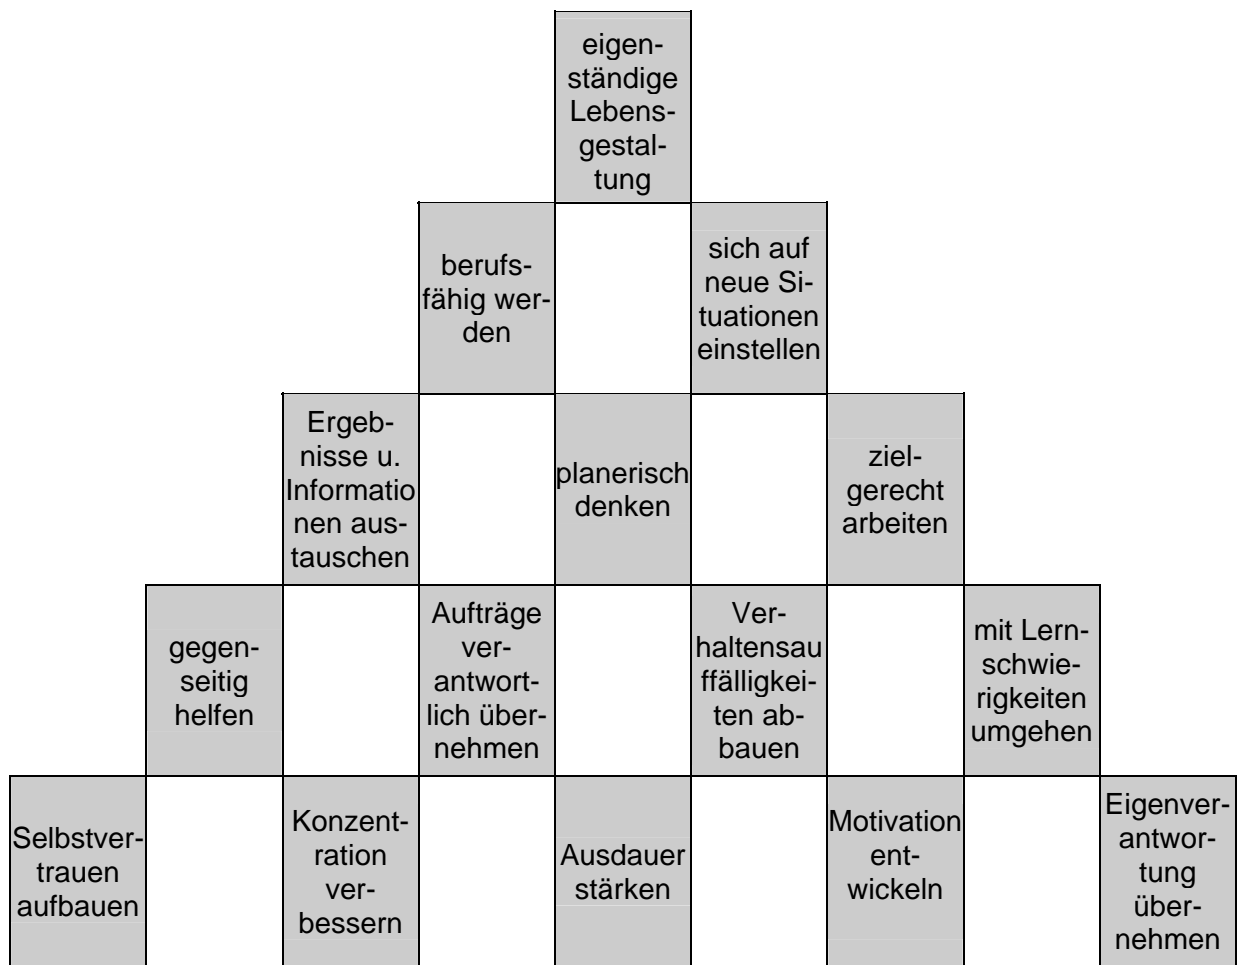 eigen-
ständige
Lebens-
gestal-
tung
berufs-
fähig wer-
den
sich auf
neue Si-
tuationen
einstellen
Ergeb-
nisse u.
Informatio
nen aus-
tauschen
planerisch
denken
ziel-
gerecht
arbeiten
gegen-
seitig
helfen
Aufträge
ver-
antwort-
lich über-
nehmen
Ver-
haltensau
ffälligkei-
ten ab-
bauen
mit Lern-
schwie-
rigkeiten
umgehen
Selbstver-
trauen
aufbauen
Konzent-
ration
ver-
bessern
Ausdauer
stärken
Motivation
ent-
wickeln
Eigenver-
antwor-
tung
über-
nehmen